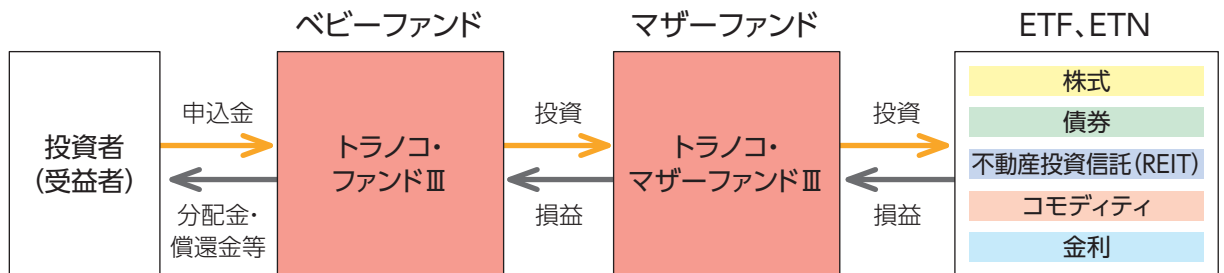 ベビーファンド
マザーファンド
ETF、ETN
投資者
(受益者)
申込金
分配金・
償還金等
トラノコ・
ファンドⅢ
投資
損益
トラノコ・
マザーファンドⅢ
投資
損益
株式
債券
不動産投資信託(REIT)
コモディティ
金利